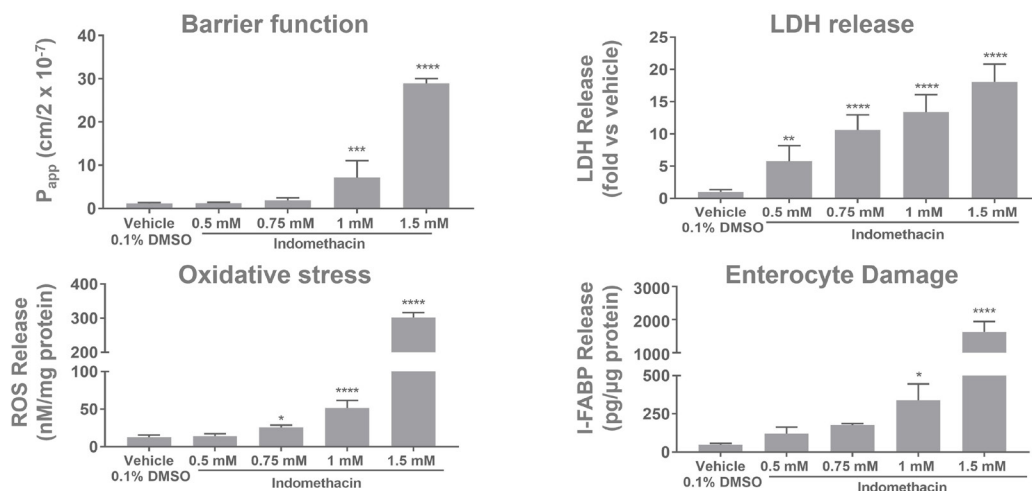 Barrier function
Papp (cm/2 x 10-7)
40
30
20
10
0
****
***
Vehicle
0.1% DMSO
0.5 mM
0.75 mM
1 mM
1.5 mM
Indomethacin
LDH release
LDH Release
(fold vs vehicle)
25
20
15
10
5
0
**
****
****
****
Vehicle
0.1% DMSO
0.5 mM
0.75 mM
1 mM
1.5 mM
Indomethacin
Oxidative stress
ROS Release
(nM/mg protein)
400
300
200
100
50
0
*
****
****
Vehicle
0.1% DMSO
0.5 mM
0.75 mM
1 mM
1.5 mM
Indomethacin
Enterocyte Damage
I-FABP Release
(pg/µg protein)
3000
2000
1000
500
250
0
*
****
Vehicle
0.1% DMSO
0.5 mM
0.75 mM
1 mM
1.5 mM
Indomethacin